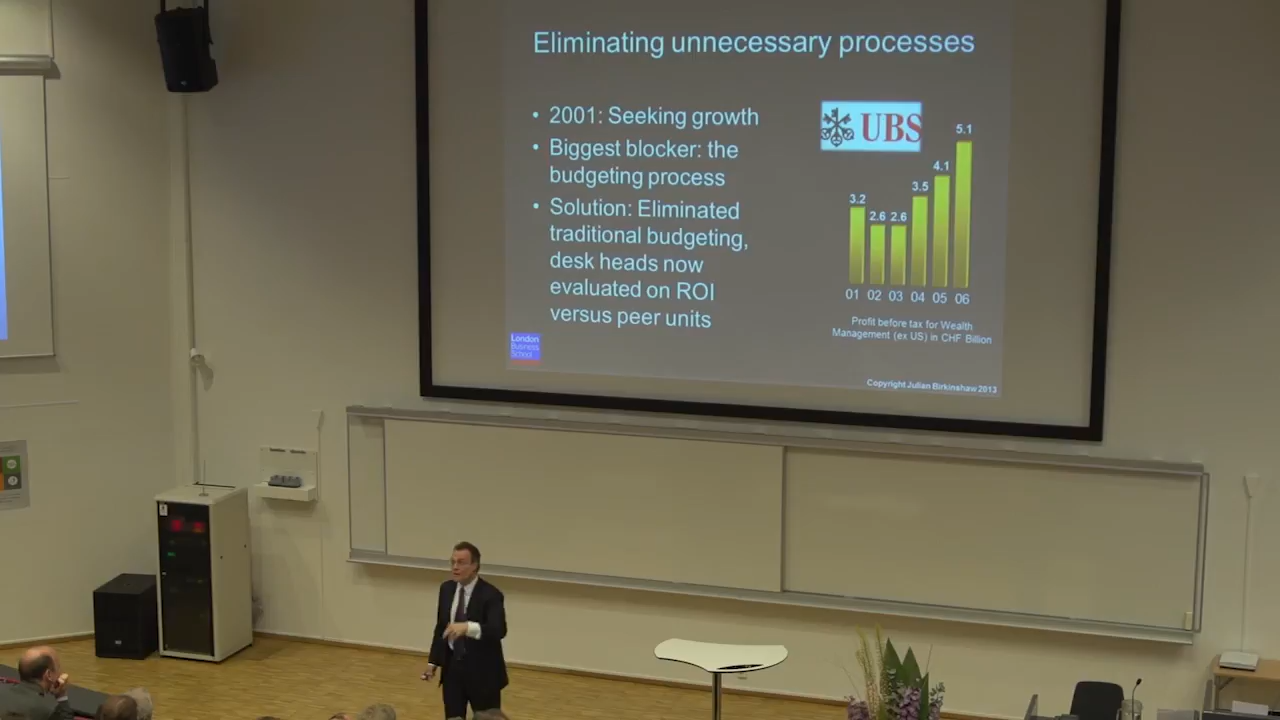 Eliminating unnecessary processes
• 2001: Seeking growth
• Biggest blocker: the
budgeting process
• Solution: Eliminated
traditional budgeting,
desk heads now
evaluated on ROI
versus peer units
UBS
5.1
4.1
3.5
3.2
2.6 2.6
01 02 03 04 05 06
Profit before tax for Wealth
Management (ex US) in CHF Billion
London
Business
School
Copyright Julian Birkinshaw 2013